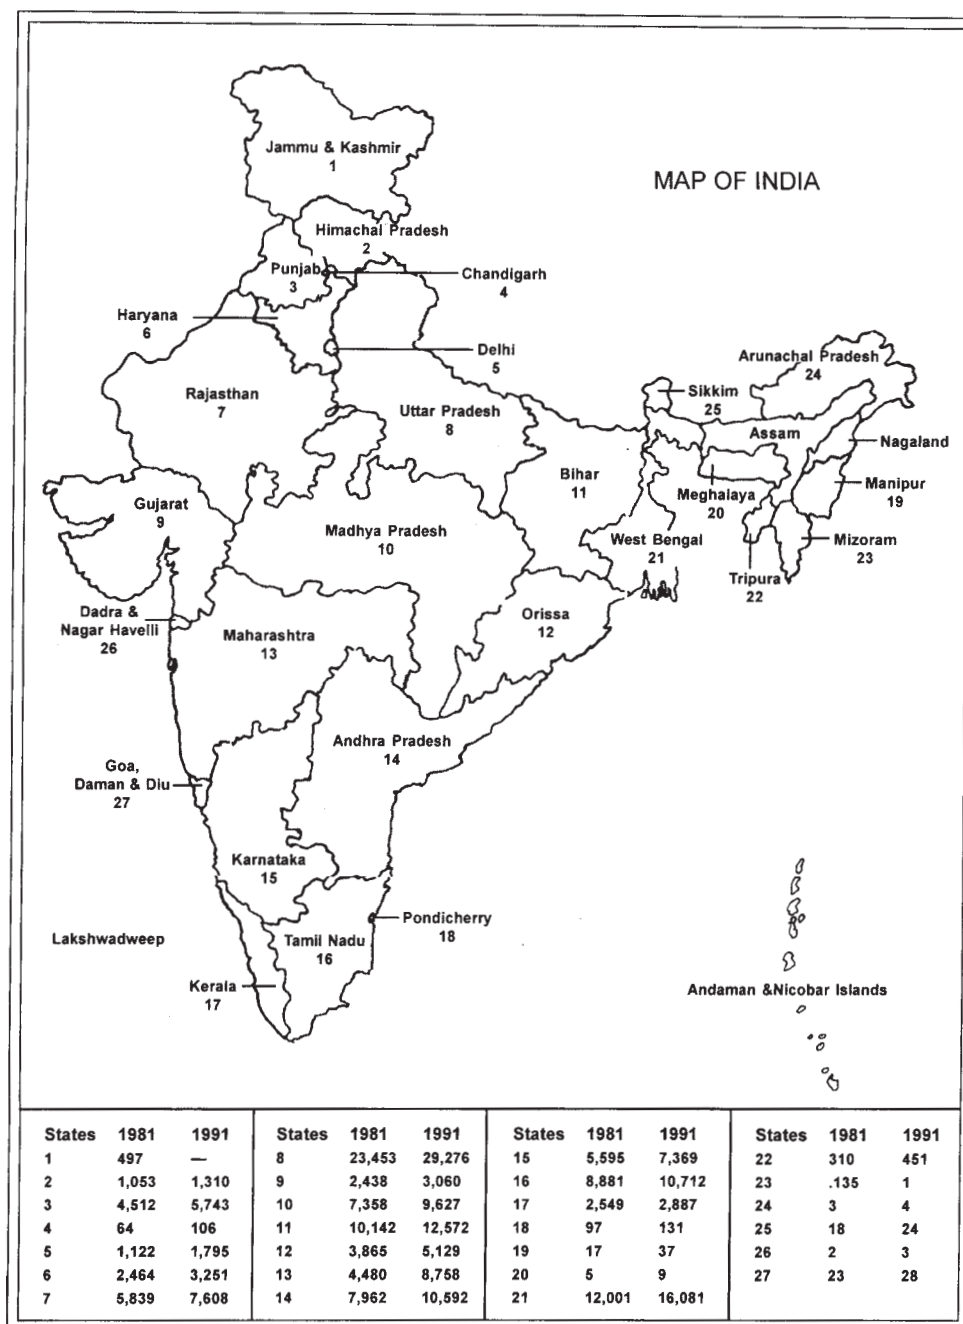 MAP OF INDIA
Jammu & Kashmir
1
Himachal Pradesh
2
Punjab
3
Chandigarh
4
Haryana
6
Delhi
5
Rajasthan
7
Uttar Pradesh
8
Arunachal Pradesh
24
Sikkim
25
Assam
Nagaland
Bihar
11
Meghalaya
20
Manipur
19
Gujarat
9
Madhya Pradesh
10
West Bengal
21
Mizoram
23
Tripura
22
Dadra &
Nagar Havelli
26
Maharashtra
13
Orissa
12
Andhra Pradesh
14
Goa,
Daman & Diu
27
Karnataka
15
Pondicherry
18
Lakshwadweep
Tamil Nadu
16
Kerala
17
Andaman &Nicobar Islands
States 1981 1991
1 497 —
2 1,053 1,310
3 4,512 5,743
4 64 106
5 1,122 1,795
6 2,464 3,251
7 5,839 7,608
States 1981 1991
8 23,453 29,276
9 2,438 3,060
10 7,358 9,627
11 10,142 12,572
12 3,865 5,129
13 4,480 8,758
14 7,962 10,592
States 1981 1991
15 5,595 7,369
16 8,881 10,712
17 2,549 2,887
18 97 131
19 17 37
20 5 9
21 12,001 16,081
States 1981 1991
22 310 451
23 .135 1
24 3 4
25 18 24
26 2 3
27 23 28